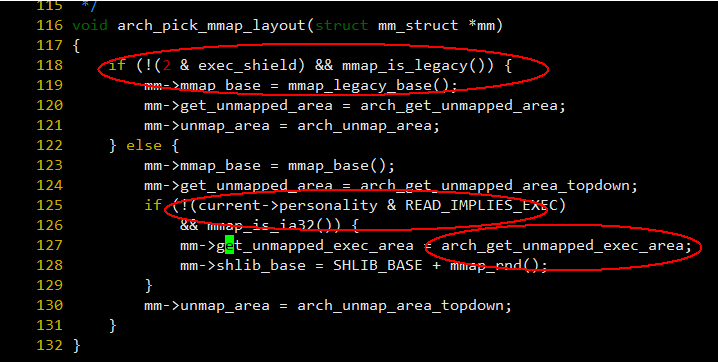 115  */
116 void arch_pick_mmap_layout(struct mm_struct *mm)
117 {
118     if (!(2 & exec_shield) && mmap_is_legacy()) {
119         mm->mmap_base = mmap_legacy_base();
120         mm->get_unmapped_area = arch_get_unmapped_area;
121         mm->unmap_area = arch_unmap_area;
122     } else {
123         mm->mmap_base = mmap_base();
124         mm->get_unmapped_area = arch_get_unmapped_area_topdown;
125         if (!(current->personality & READ_IMPLIES_EXEC)
126             && mmap_is_ia32()) {
127             mm->get_unmapped_exec_area = arch_get_unmapped_exec_area;
128             mm->shlib_base = SHLIB_BASE + mmap_rnd();
129         }
130         mm->unmap_area = arch_unmap_area_topdown;
131     }
132 }